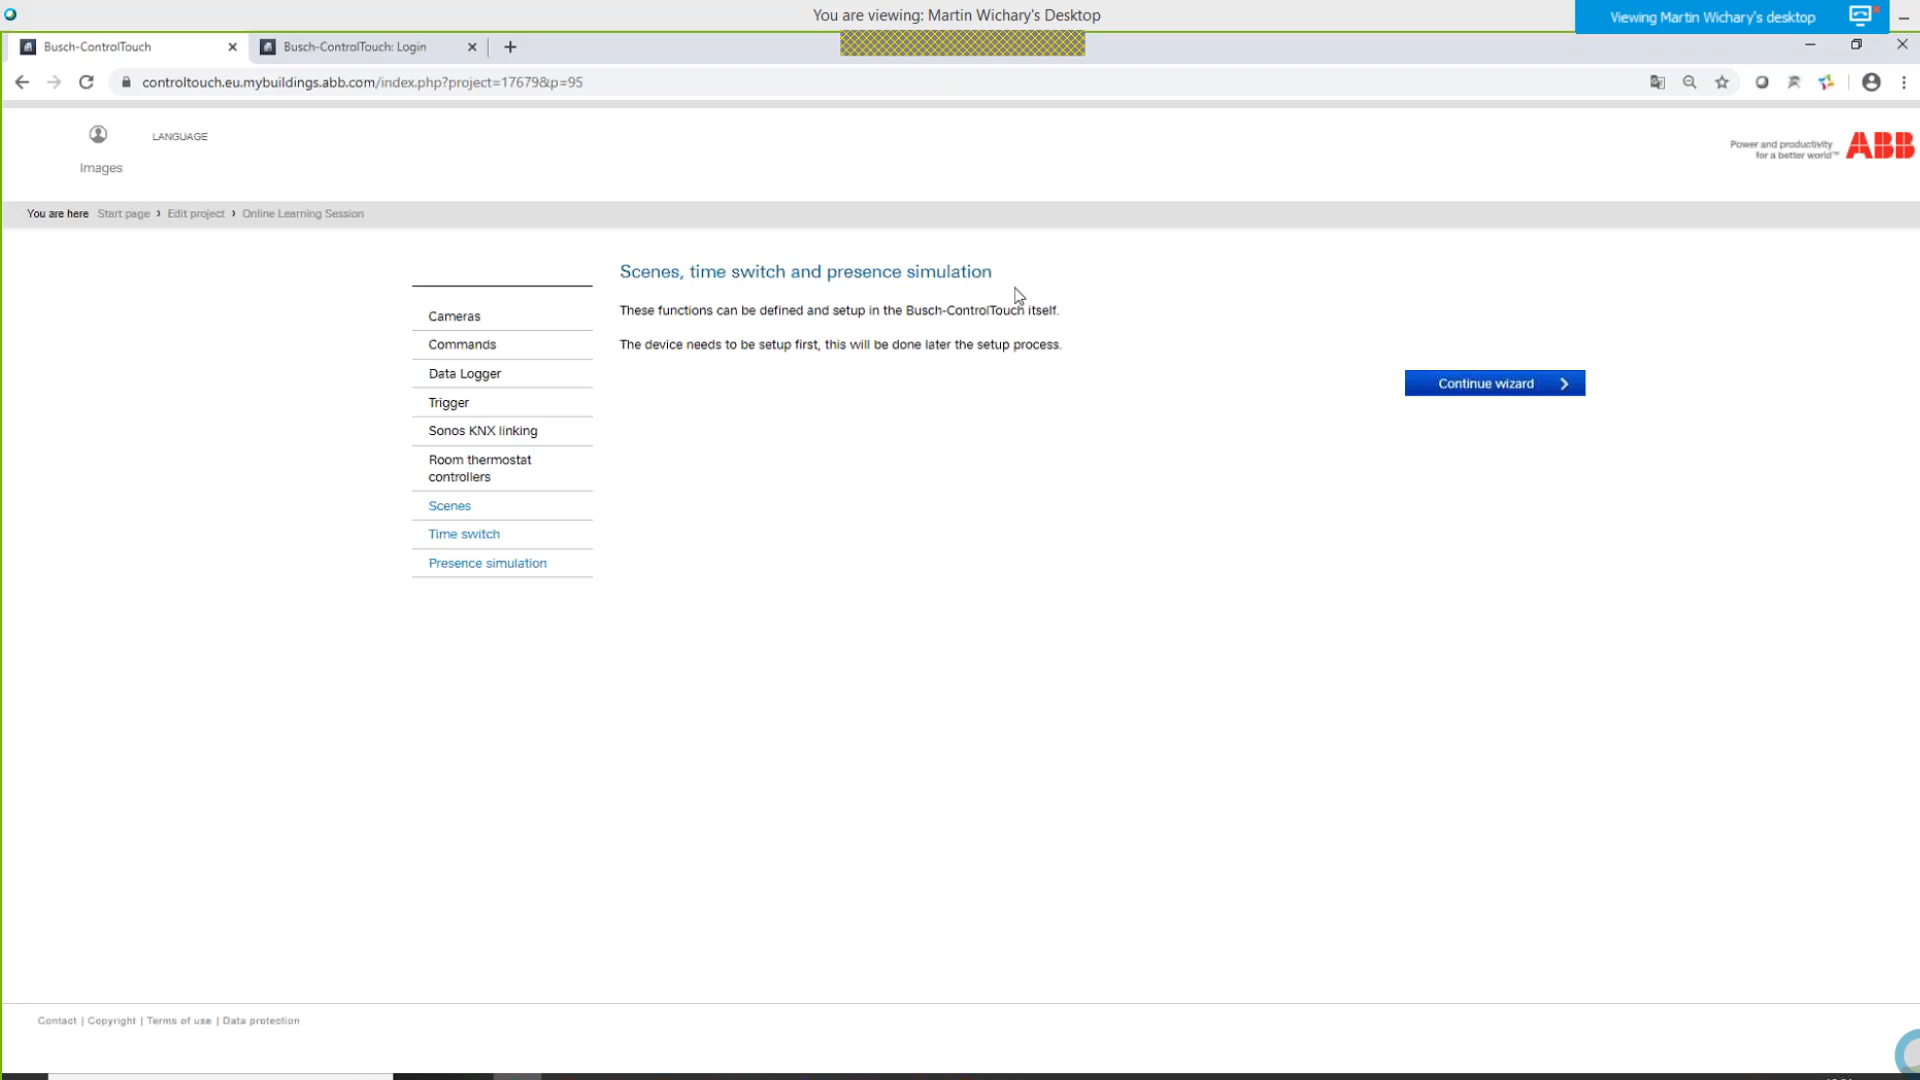 You are viewing: Martin Wichary's Desktop
Viewing Martin Wichary's desktop
Busch-ControlTouch
Busch-ControlTouch: Login
controltouch.eu.mybuildings.abb.com/index.php?project=17679&p=95
LANGUAGE
Images
Power and productivity
for a better world™
ABB
You are here Start page › Edit project › Online Learning Session
Scenes, time switch and presence simulation
These functions can be defined and setup in the Busch-ControlTouch itself.
The device needs to be setup first, this will be done later the setup process.
Continue wizard
Cameras
Commands
Data Logger
Trigger
Sonos KNX linking
Room thermostat
controllers
Scenes
Time switch
Presence simulation
Contact | Copyright | Terms of use | Data protection